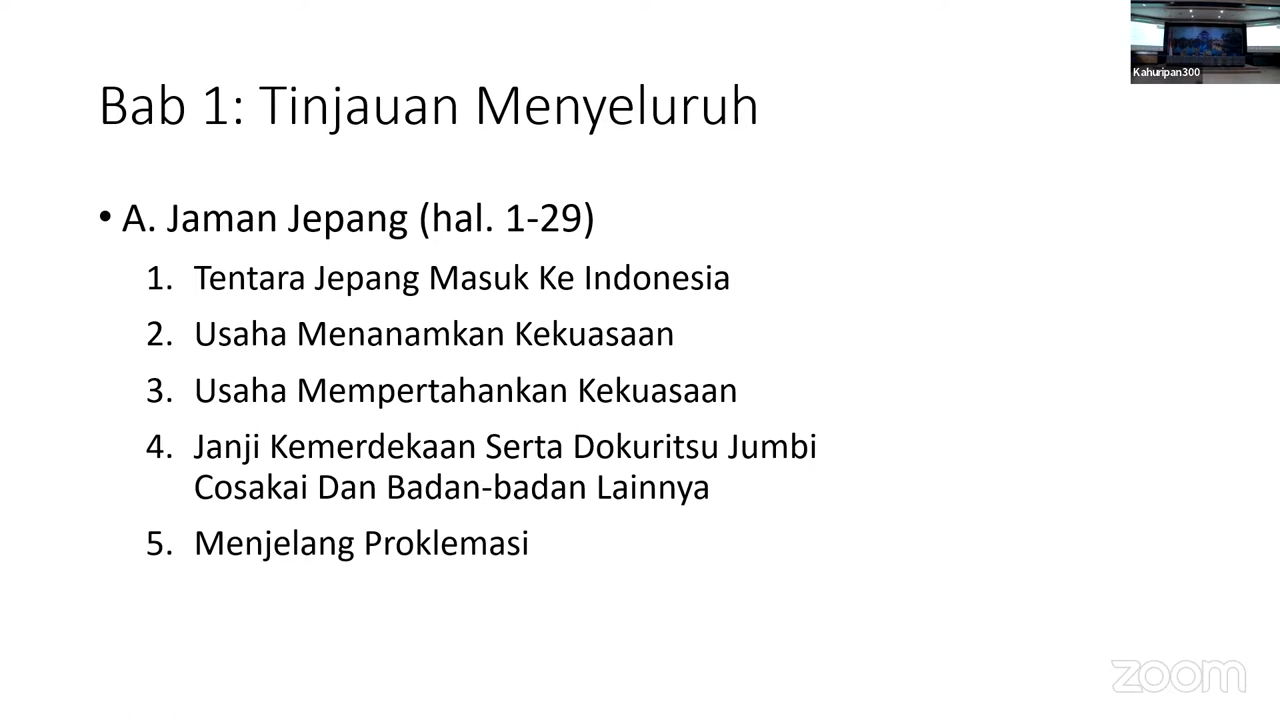 Kahuripan300
Bab 1: Tinjauan Menyeluruh
• A. Jaman Jepang (hal. 1-29)
1. Tentara Jepang Masuk Ke Indonesia
2. Usaha Menanamkan Kekuasaan
3. Usaha Mempertahankan Kekuasaan
4. Janji Kemerdekaan Serta Dokuritsu Jumbi
Cosakai Dan Badan-badan Lainnya
5. Menjelang Proklemasi
zoom